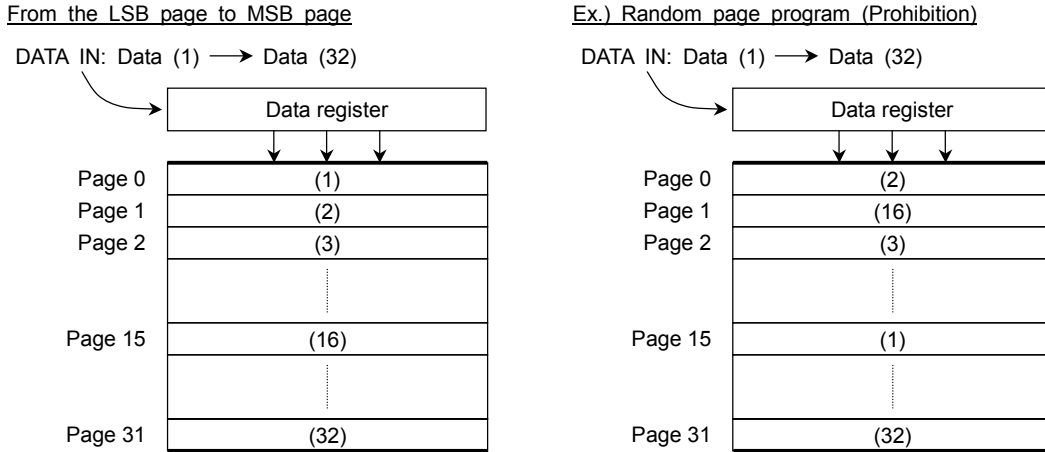 From the LSB page to MSB page
DATA IN: Data (1) → Data (32)
Data register
Page 0 (1)
Page 1 (2)
Page 2 (3)
Page 15 (16)
Page 31 (32)
Ex.) Random page program (Prohibition)
DATA IN: Data (1) → Data (32)
Data register
Page 0 (2)
Page 1 (16)
Page 2 (3)
Page 15 (1)
Page 31 (32)